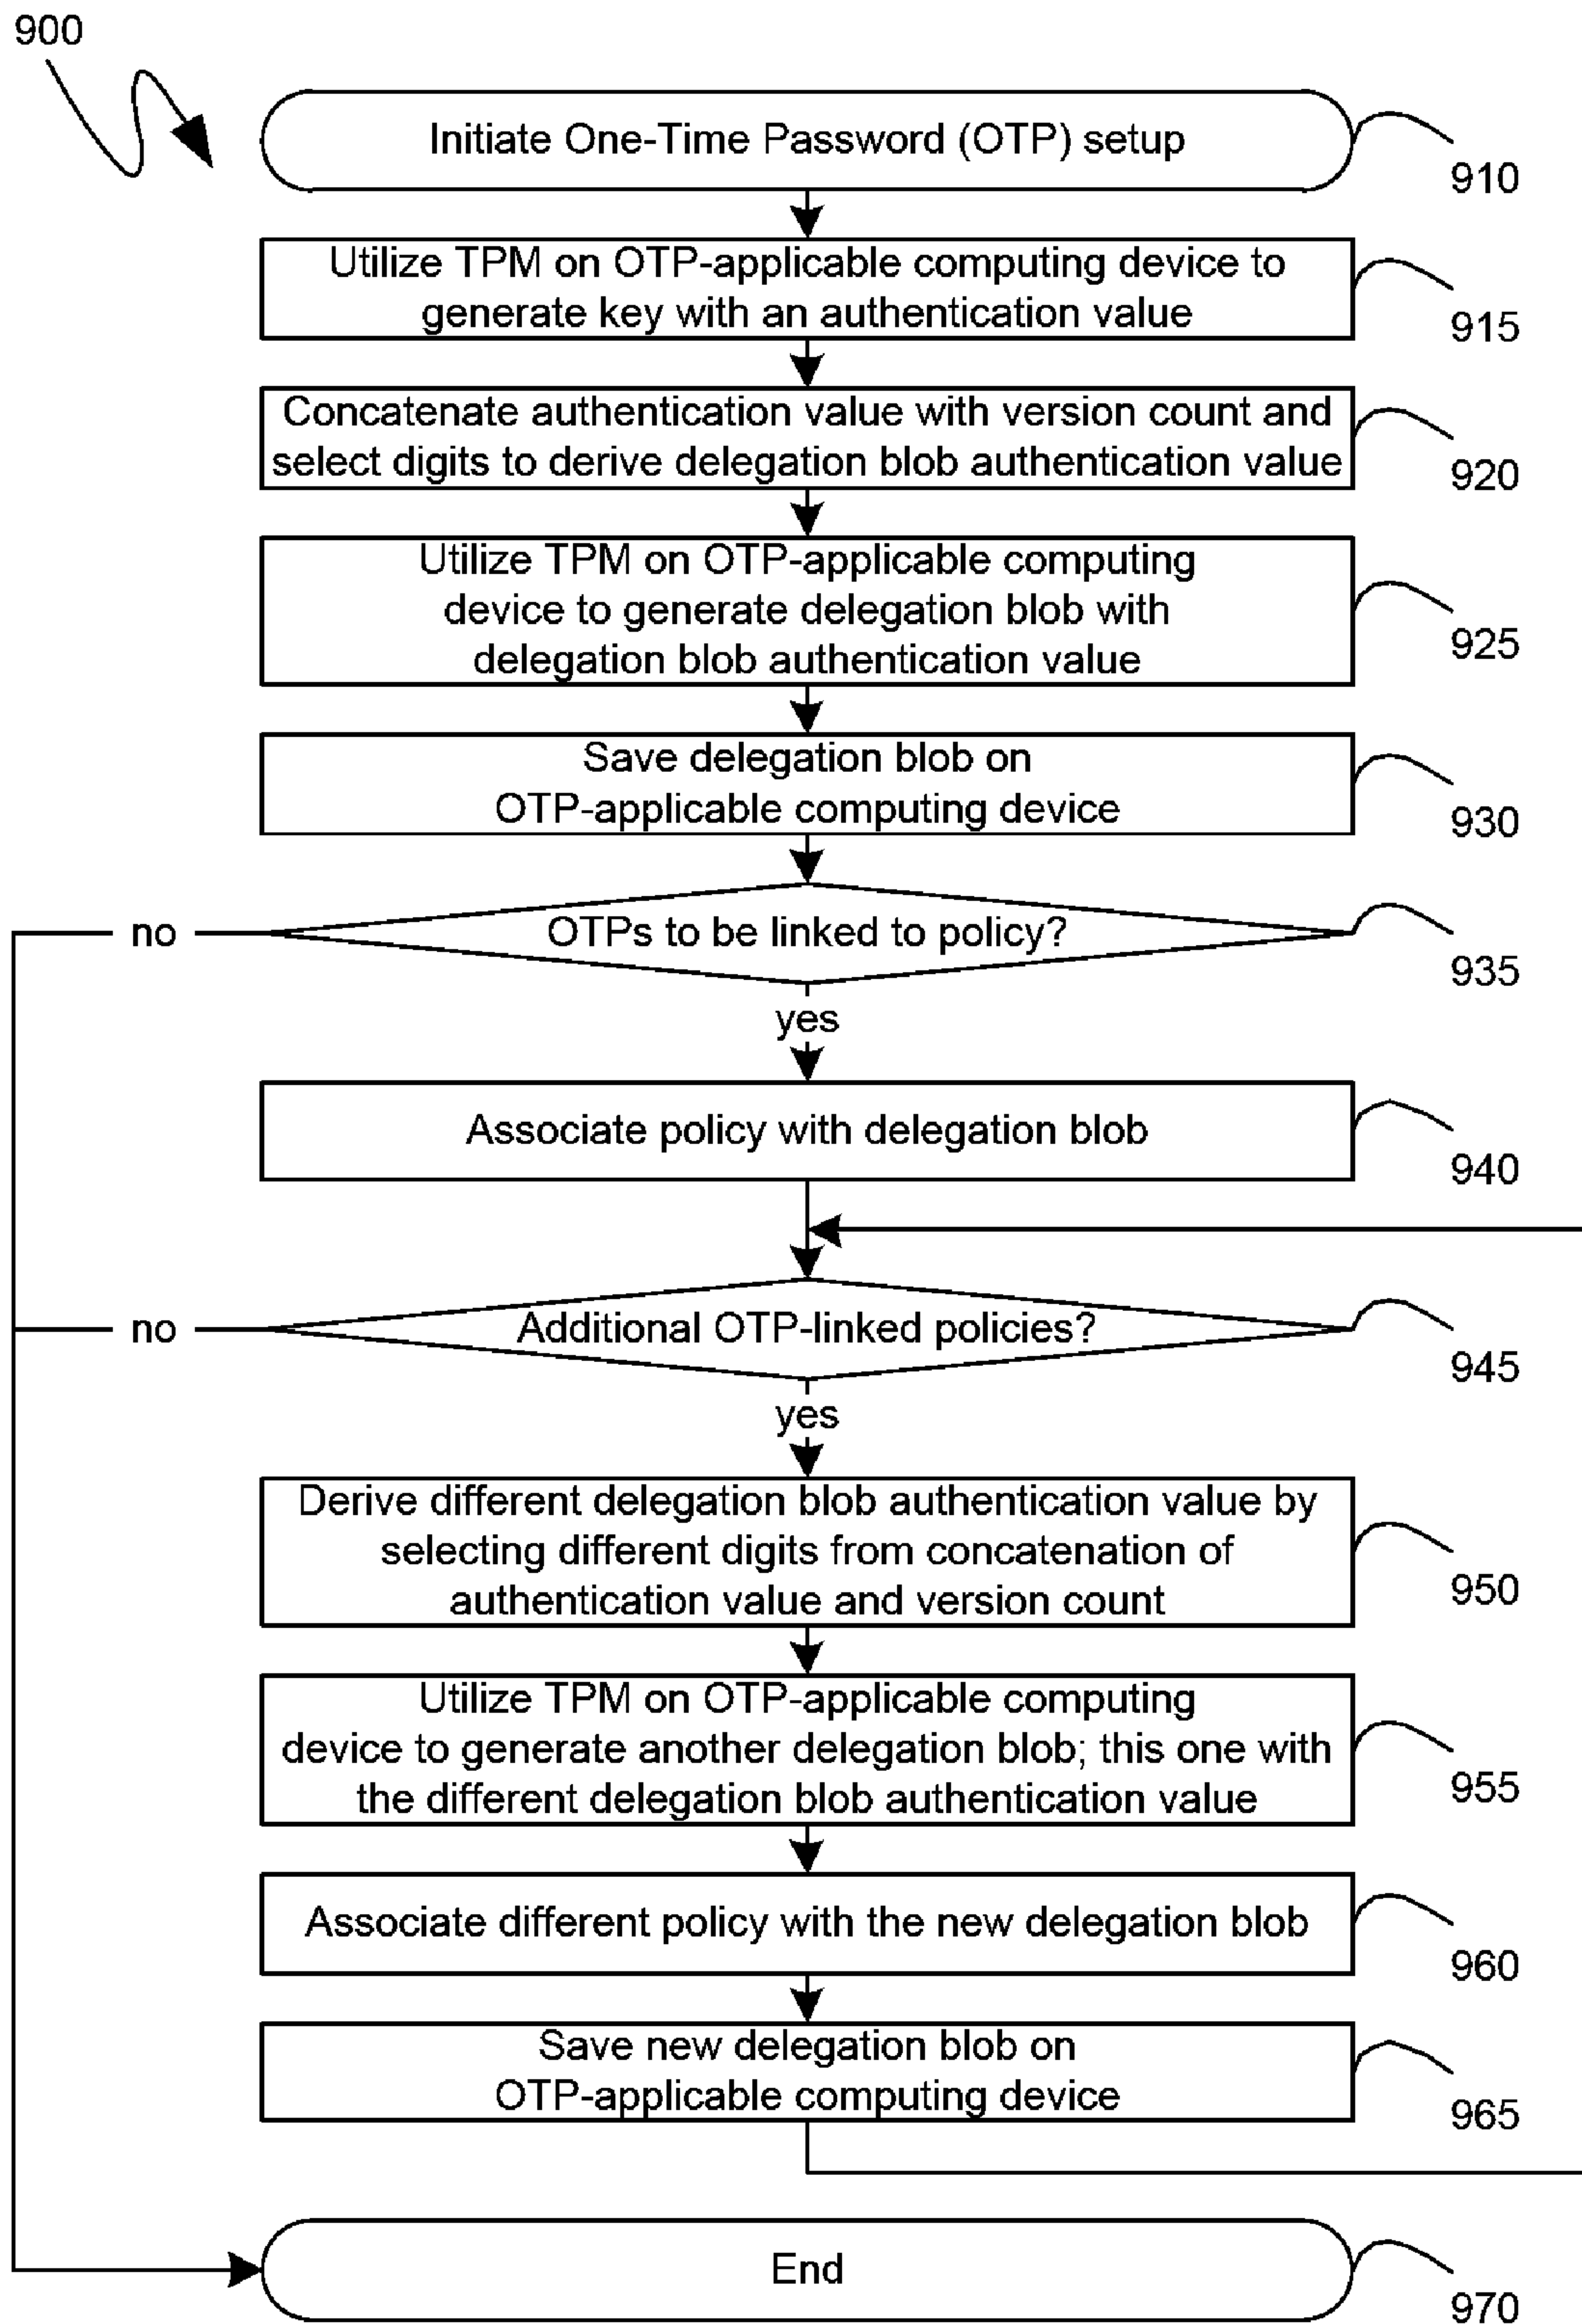 900
Initiate One-Time Password (OTP) setup
910
Utilize TPM on OTP-applicable computing device to
generate key with an authentication value
915
Concatenate authentication value with version count and
select digits to derive delegation blob authentication value
920
Utilize TPM on OTP-applicable computing
device to generate delegation blob with
delegation blob authentication value
925
Save delegation blob on
OTP-applicable computing device
930
no
OTPs to be linked to policy?
935
yes
Associate policy with delegation blob
940
no
Additional OTP-linked policies?
945
yes
Derive different delegation blob authentication value by
selecting different digits from concatenation of
authentication value and version count
950
Utilize TPM on OTP-applicable computing
device to generate another delegation blob; this one with
the different delegation blob authentication value
955
Associate different policy with the new delegation blob
960
Save new delegation blob on
OTP-applicable computing device
965
End
970